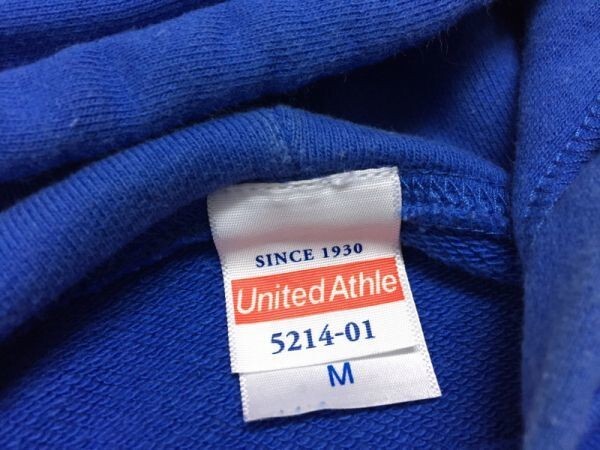 SINCE 1930
United Athle
5214-01
M